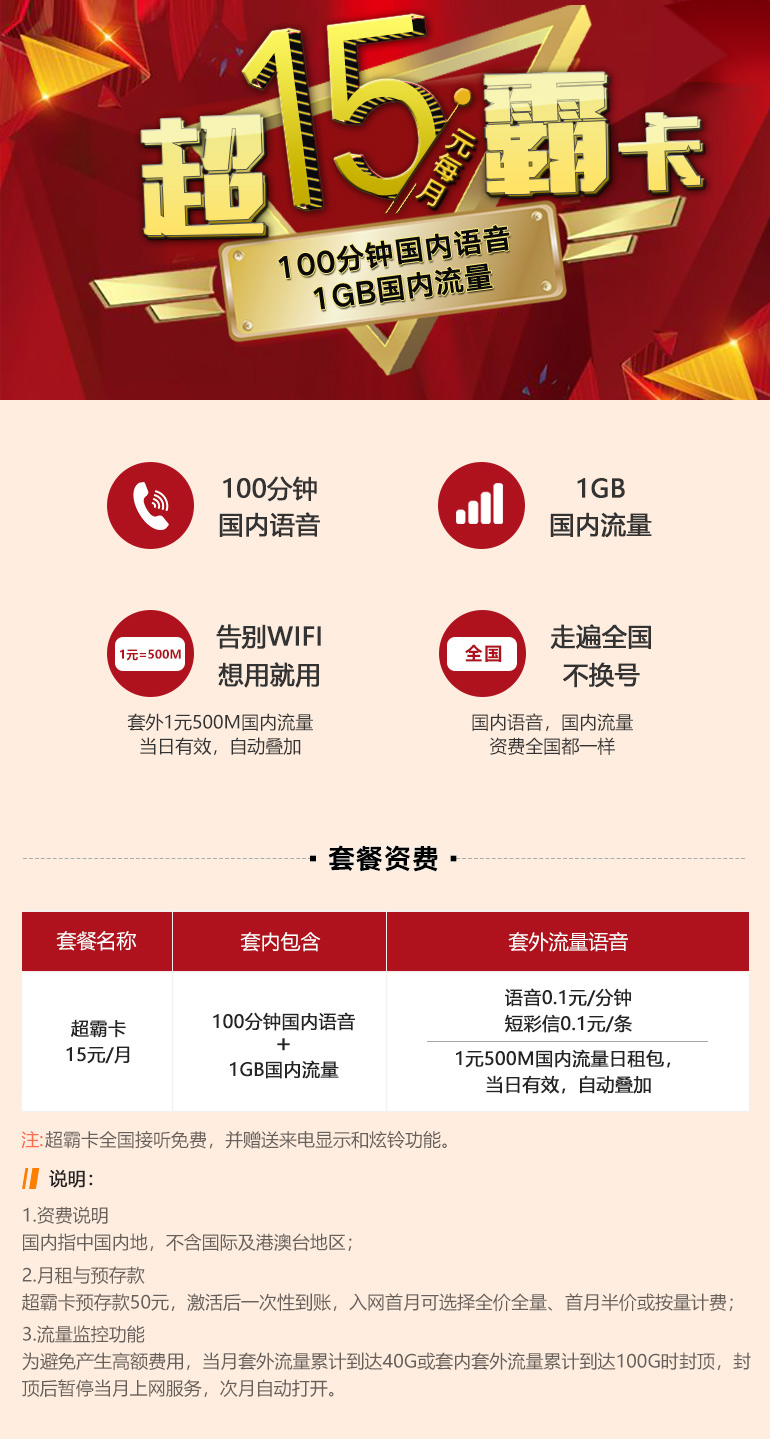 超15元每月霸卡
100分钟国内语音
1GB国内流量
100分钟
国内语音
1GB
国内流量
1元=500M
告别WIFI
想用就用
套外1元500M国内流量
当日有效，自动叠加
全国
走遍全国
不换号
国内语音，国内流量
资费全国都一样
套餐资费
套餐名称
套内包含
套外流量语音
超霸卡
15元/月
100分钟国内语音
+
1GB国内流量
语音0.1元/分钟
短彩信0.1元/条
1元500M国内流量日租包，
当日有效，自动叠加
注:超霸卡全国接听免费，并赠送来电显示和炫铃功能。
说明：
1.资费说明
国内指中国内地，不含国际及港澳台地区；
2.月租与预存款
超霸卡预存款50元，激活后一次性到账，入网首月可选择全价全量、首月半价或按量计费；
3.流量监控功能
为避免产生高额费用，当月套外流量累计到达40G或套内套外流量累计到达100G时封顶，封
顶后暂停当月上网服务，次月自动打开。